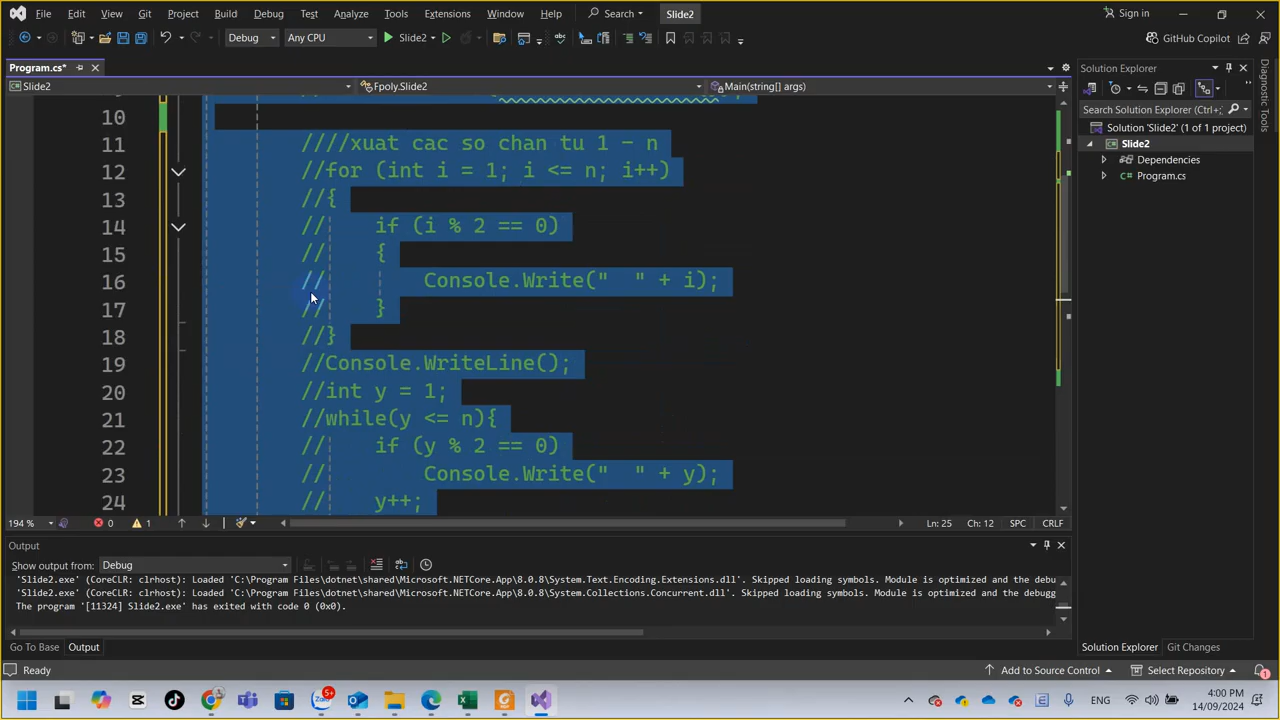 File Edit View Git Project Build Debug Test Analyze Tools Extensions Window Help Search Slide2 Sign in
Debug Any CPU Slide2 GitHub Copilot
Program.cs* Solution Explorer
Slide2 Fpoly.Slide2 Main(string[] args)
Search Solution Explorer (Ctrl+;
Solution 'Slide2' (1 of 1 project)
Slide2
Dependencies
Program.cs
Diagnostic Tools
10
11 ////xuat cac so chan tu 1 - n
12 //for (int i = 1; i <= n; i++)
13 //{
14 // if (i % 2 == 0)
15 // {
16 // Console.Write("  " + i);
17 // }
18 //}
19 //Console.WriteLine();
20 //int y = 1;
21 //while(y <= n){
22 // if (y % 2 == 0)
23 // Console.Write("  " + y);
24 // y++;
194 % 0 1 Ln: 25 Ch: 12 SPC CRLF
Output
Show output from: Debug
'Slide2.exe' (CoreCLR: clrhost): Loaded 'C:\Program Files\dotnet\shared\Microsoft.NETCore.App\8.0.8\System.Text.Encoding.Extensions.dll'. Skipped loading symbols. Module is optimized and the debu
'Slide2.exe' (CoreCLR: clrhost): Loaded 'C:\Program Files\dotnet\shared\Microsoft.NETCore.App\8.0.8\System.Collections.Concurrent.dll'. Skipped loading symbols. Module is optimized and the debugg
The program '[11324] Slide2.exe' has exited with code 0 (0x0).
Go To Base Output Solution Explorer Git Changes
Ready Add to Source Control Select Repository 1
5+ ENG 4:00 PM
14/09/2024